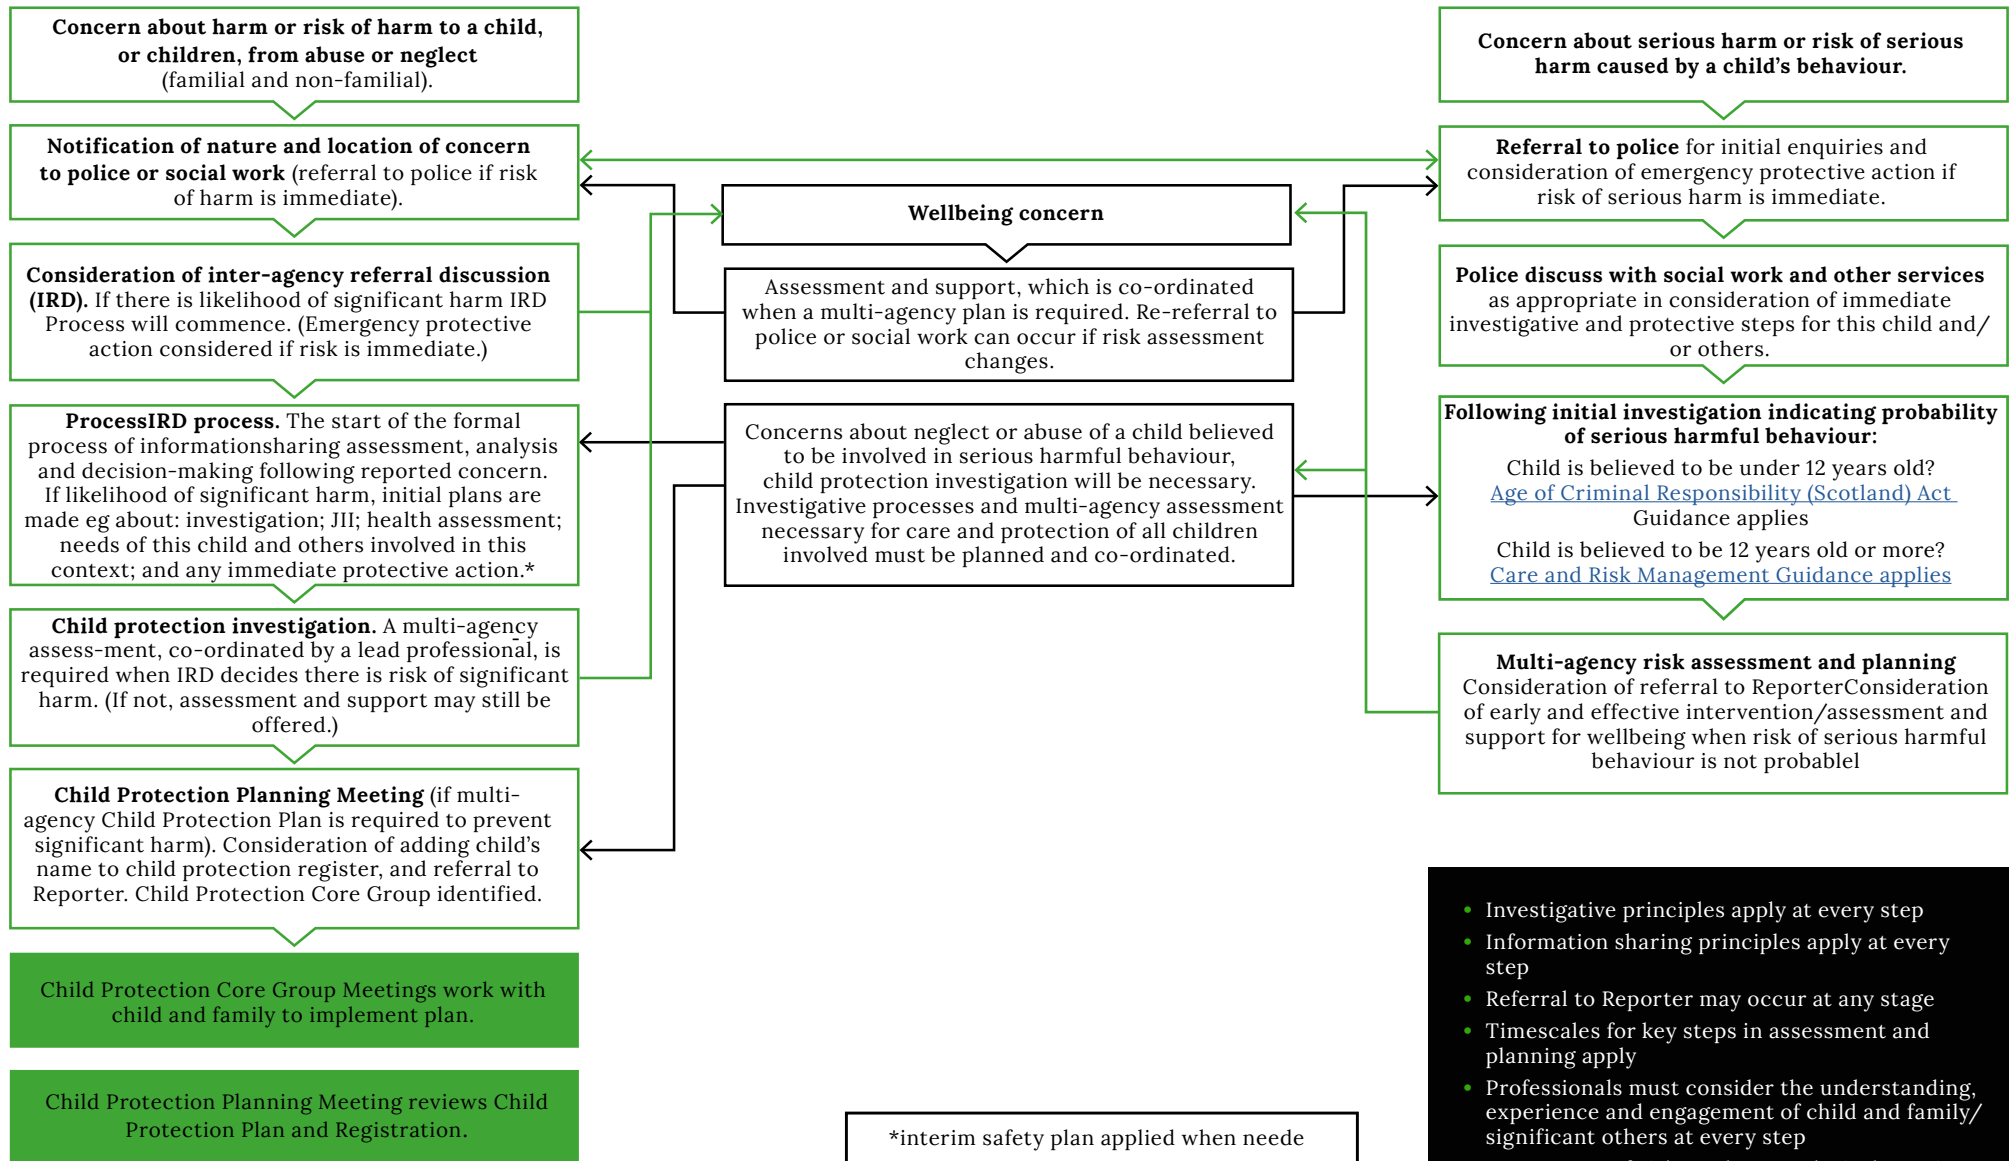 Concern about harm or risk of harm to a child,
or children, from abuse or neglect
(familial and non-familial).
Notification of nature and location of concern
to police or social work (referral to police if risk
of harm is immediate).
Consideration of inter-agency referral discussion
(IRD). If there is likelihood of significant harm IRD
Process will commence. (Emergency protective
action considered if risk is immediate.)
ProcessIRD process. The start of the formal
process of informationsharing assessment, analysis
and decision-making following reported concern.
If likelihood of significant harm, initial plans are
made eg about: investigation; JII; health assessment;
needs of this child and others involved in this
context; and any immediate protective action.*
Child protection investigation. A multi-agency
assess-ment, co-ordinated by a lead professional, is
required when IRD decides there is risk of significant
harm. (If not, assessment and support may still be
offered.)
Child Protection Planning Meeting (if multi-
agency Child Protection Plan is required to prevent
significant harm). Consideration of adding child’s
name to child protection register, and referral to
Reporter. Child Protection Core Group identified.
Child Protection Core Group Meetings work with
child and family to implement plan.
Child Protection Planning Meeting reviews Child
Protection Plan and Registration.
Wellbeing concern
Assessment and support, which is co-ordinated
when a multi-agency plan is required. Re-referral to
police or social work can occur if risk assessment
changes.
Concerns about neglect or abuse of a child believed
to be involved in serious harmful behaviour,
child protection investigation will be necessary.
Investigative processes and multi-agency assessment
necessary for care and protection of all children
involved must be planned and co-ordinated.
*interim safety plan applied when neede
Concern about serious harm or risk of serious
harm caused by a child’s behaviour.
Referral to police for initial enquiries and
consideration of emergency protective action if
risk of serious harm is immediate.
Police discuss with social work and other services
as appropriate in consideration of immediate
investigative and protective steps for this child and/
or others.
Following initial investigation indicating probability
of serious harmful behaviour:
Child is believed to be under 12 years old?
Age of Criminal Responsibility (Scotland) Act
Guidance applies
Child is believed to be 12 years old or more?
Care and Risk Management Guidance applies
Multi-agency risk assessment and planning
Consideration of referral to ReporterConsideration
of early and effective intervention/assessment and
support for wellbeing when risk of serious harmful
behaviour is not probablel
• Investigative principles apply at every step
• Information sharing principles apply at every
step
• Referral to Reporter may occur at any stage
• Timescales for key steps in assessment and
planning apply
• Professionals must consider the understanding,
experience and engagement of child and family/
significant others at every step